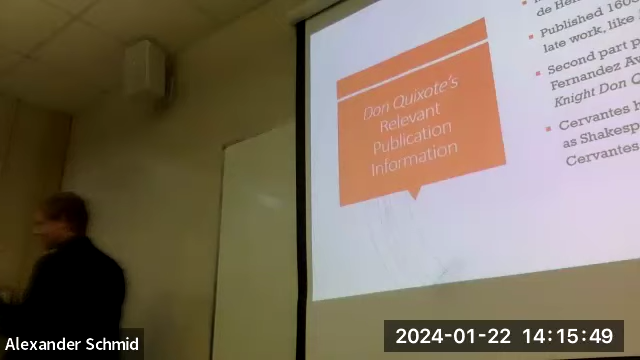 Don Quixote's
Relevant
Publication
Information
de Her
Published 160
late work, like
Second part p
Fernandez Av
Knight Don Q
Cervantes h
as Shakesp
Cervantes
Alexander Schmid
2024-01-22 14:15:49